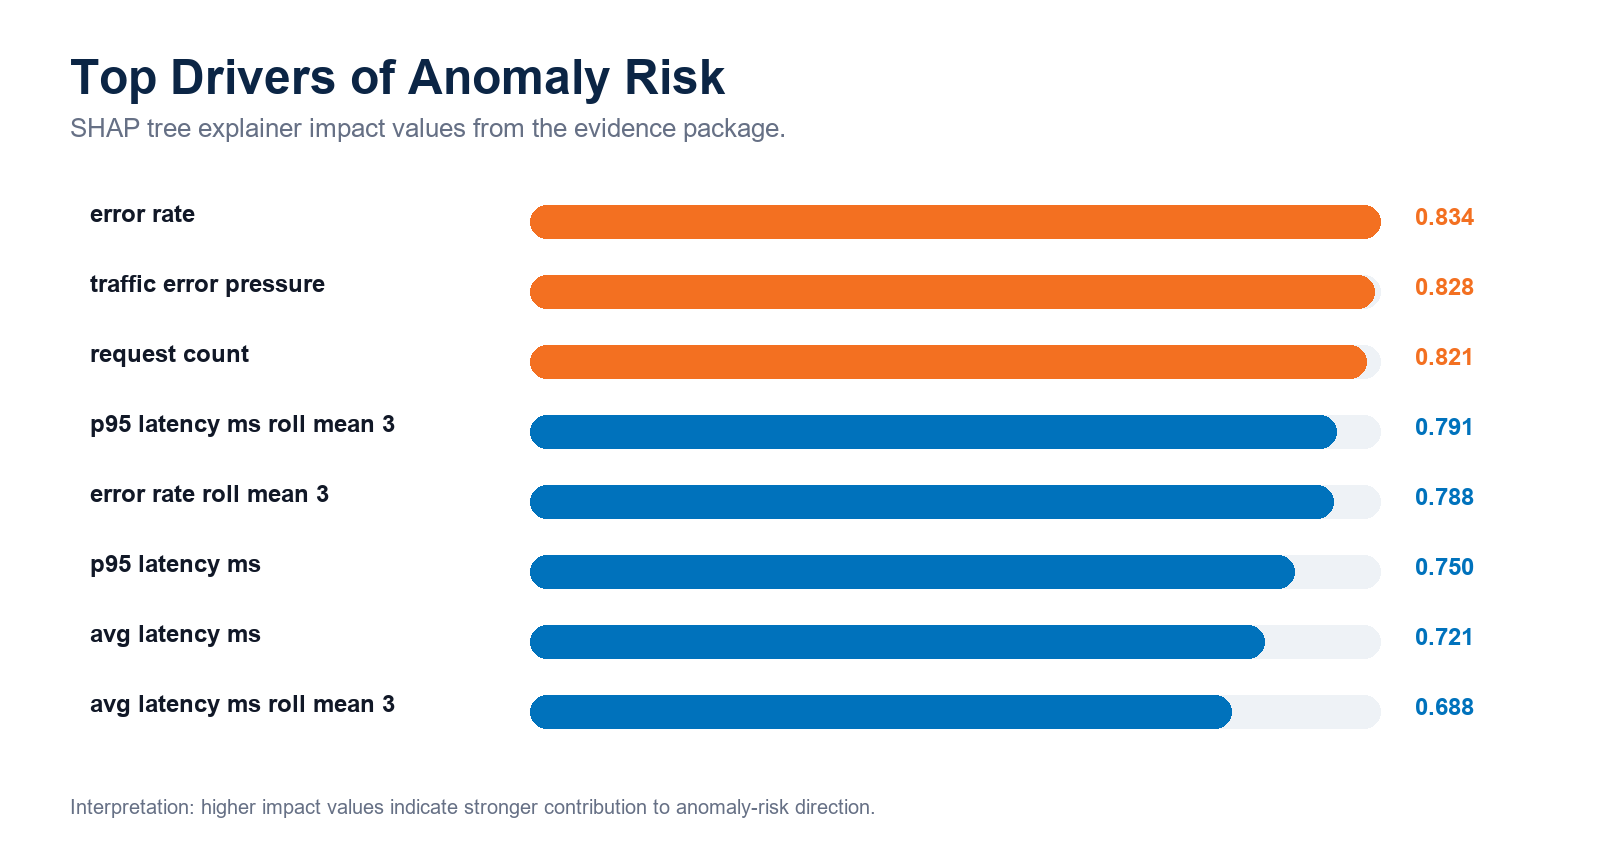 Top Drivers of Anomaly Risk
SHAP tree explainer impact values from the evidence package.
error rate 0.834
traffic error pressure 0.828
request count 0.821
p95 latency ms roll mean 3 0.791
error rate roll mean 3 0.788
p95 latency ms 0.750
avg latency ms 0.721
avg latency ms roll mean 3 0.688
Interpretation: higher impact values indicate stronger contribution to anomaly-risk direction.